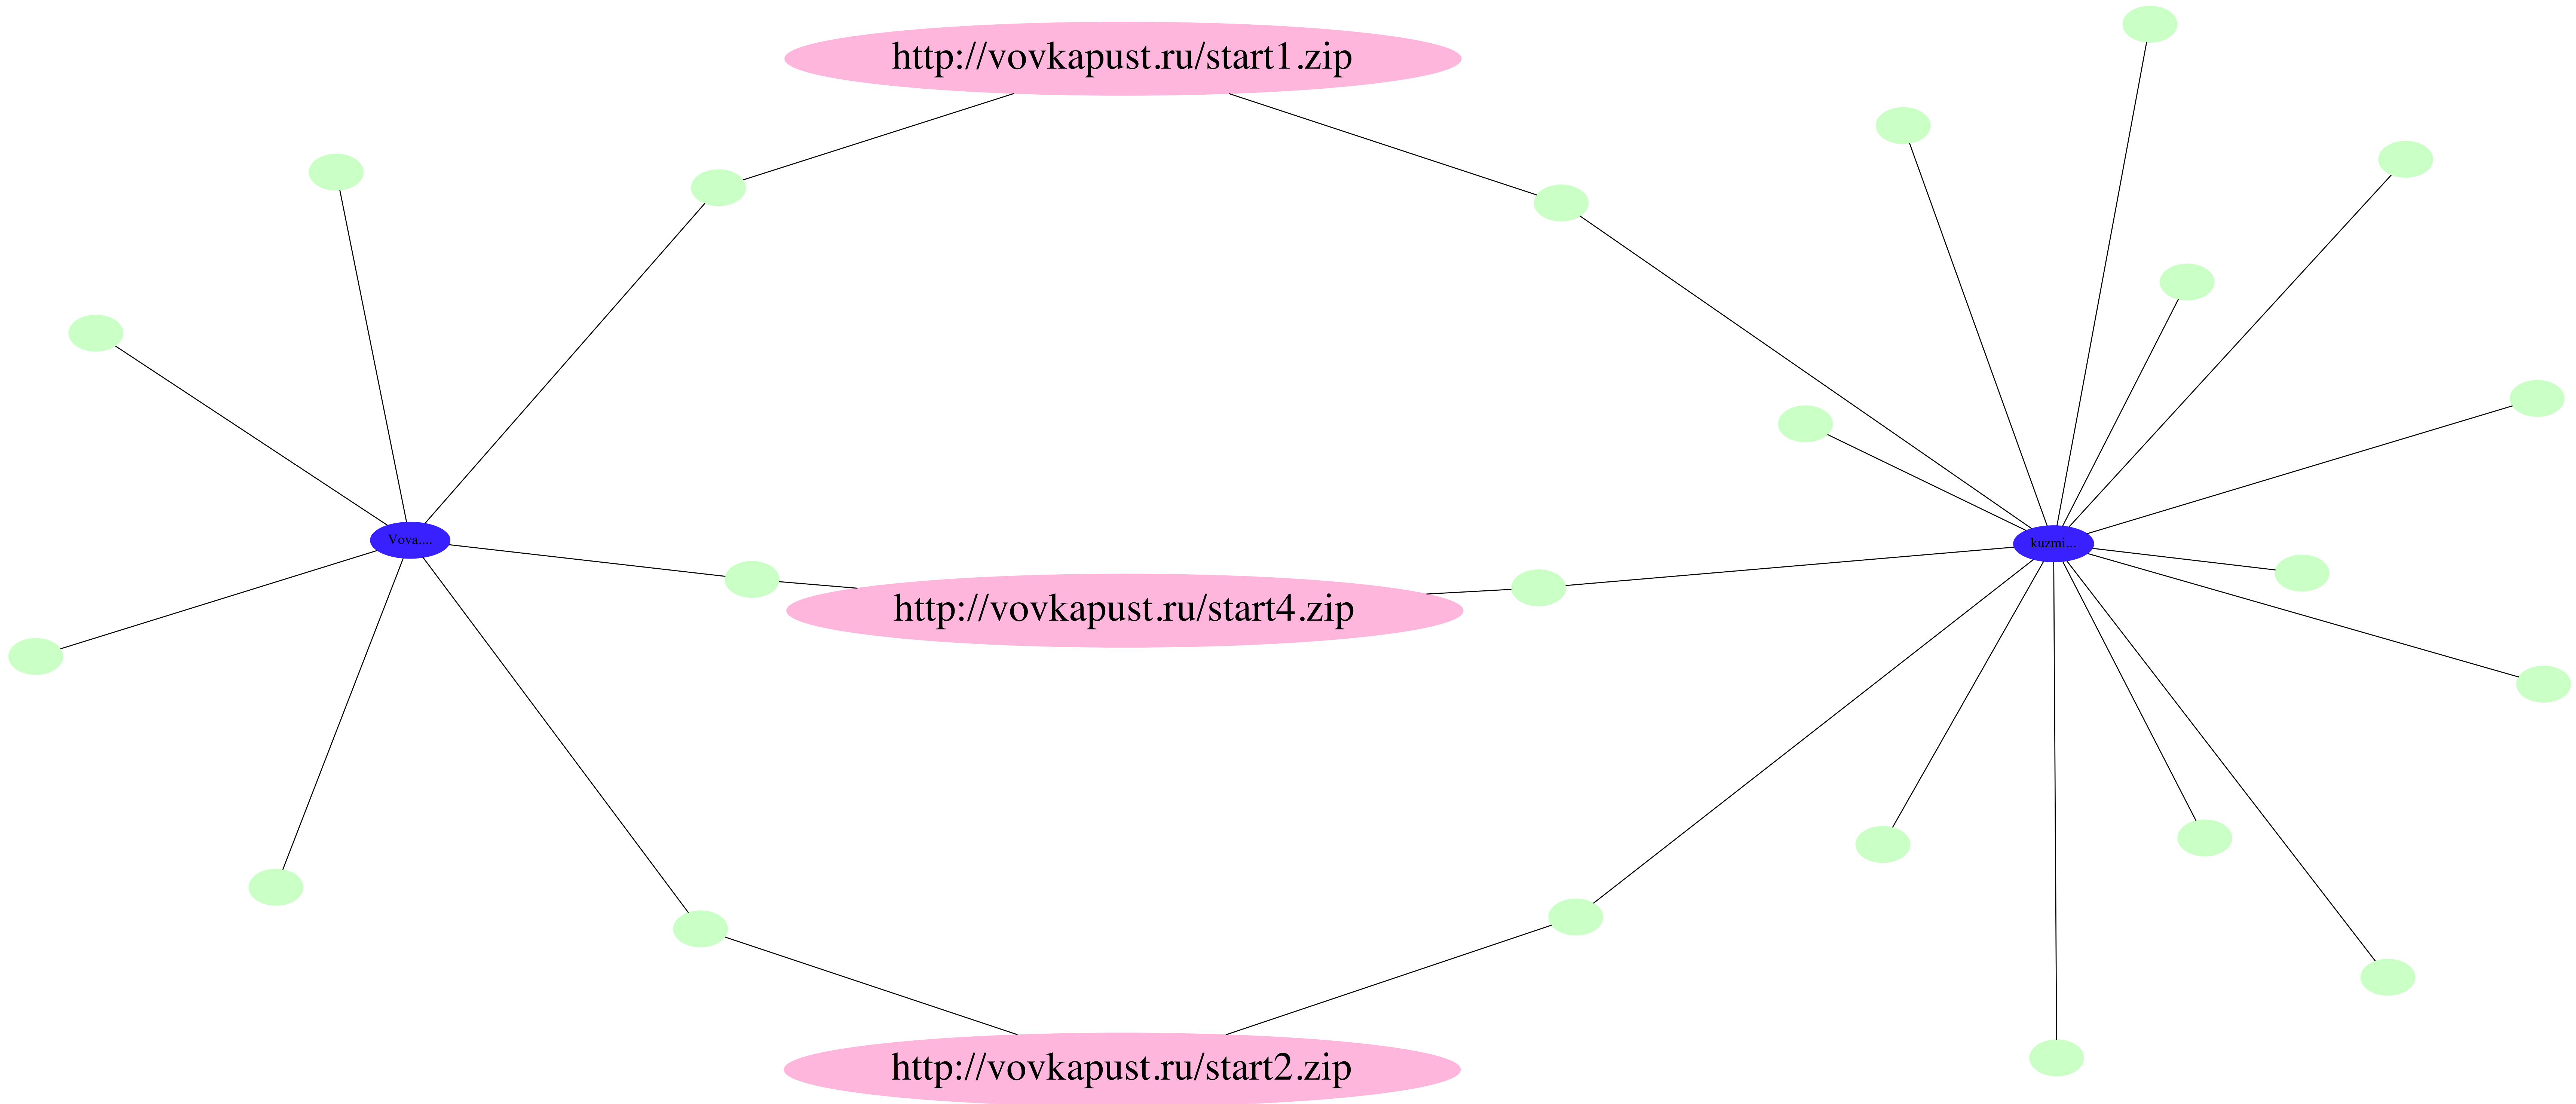 http://vovkapust.ru/start1.zip
Vova....
kuzmi...
http://vovkapust.ru/start4.zip
http://vovkapust.ru/start2.zip